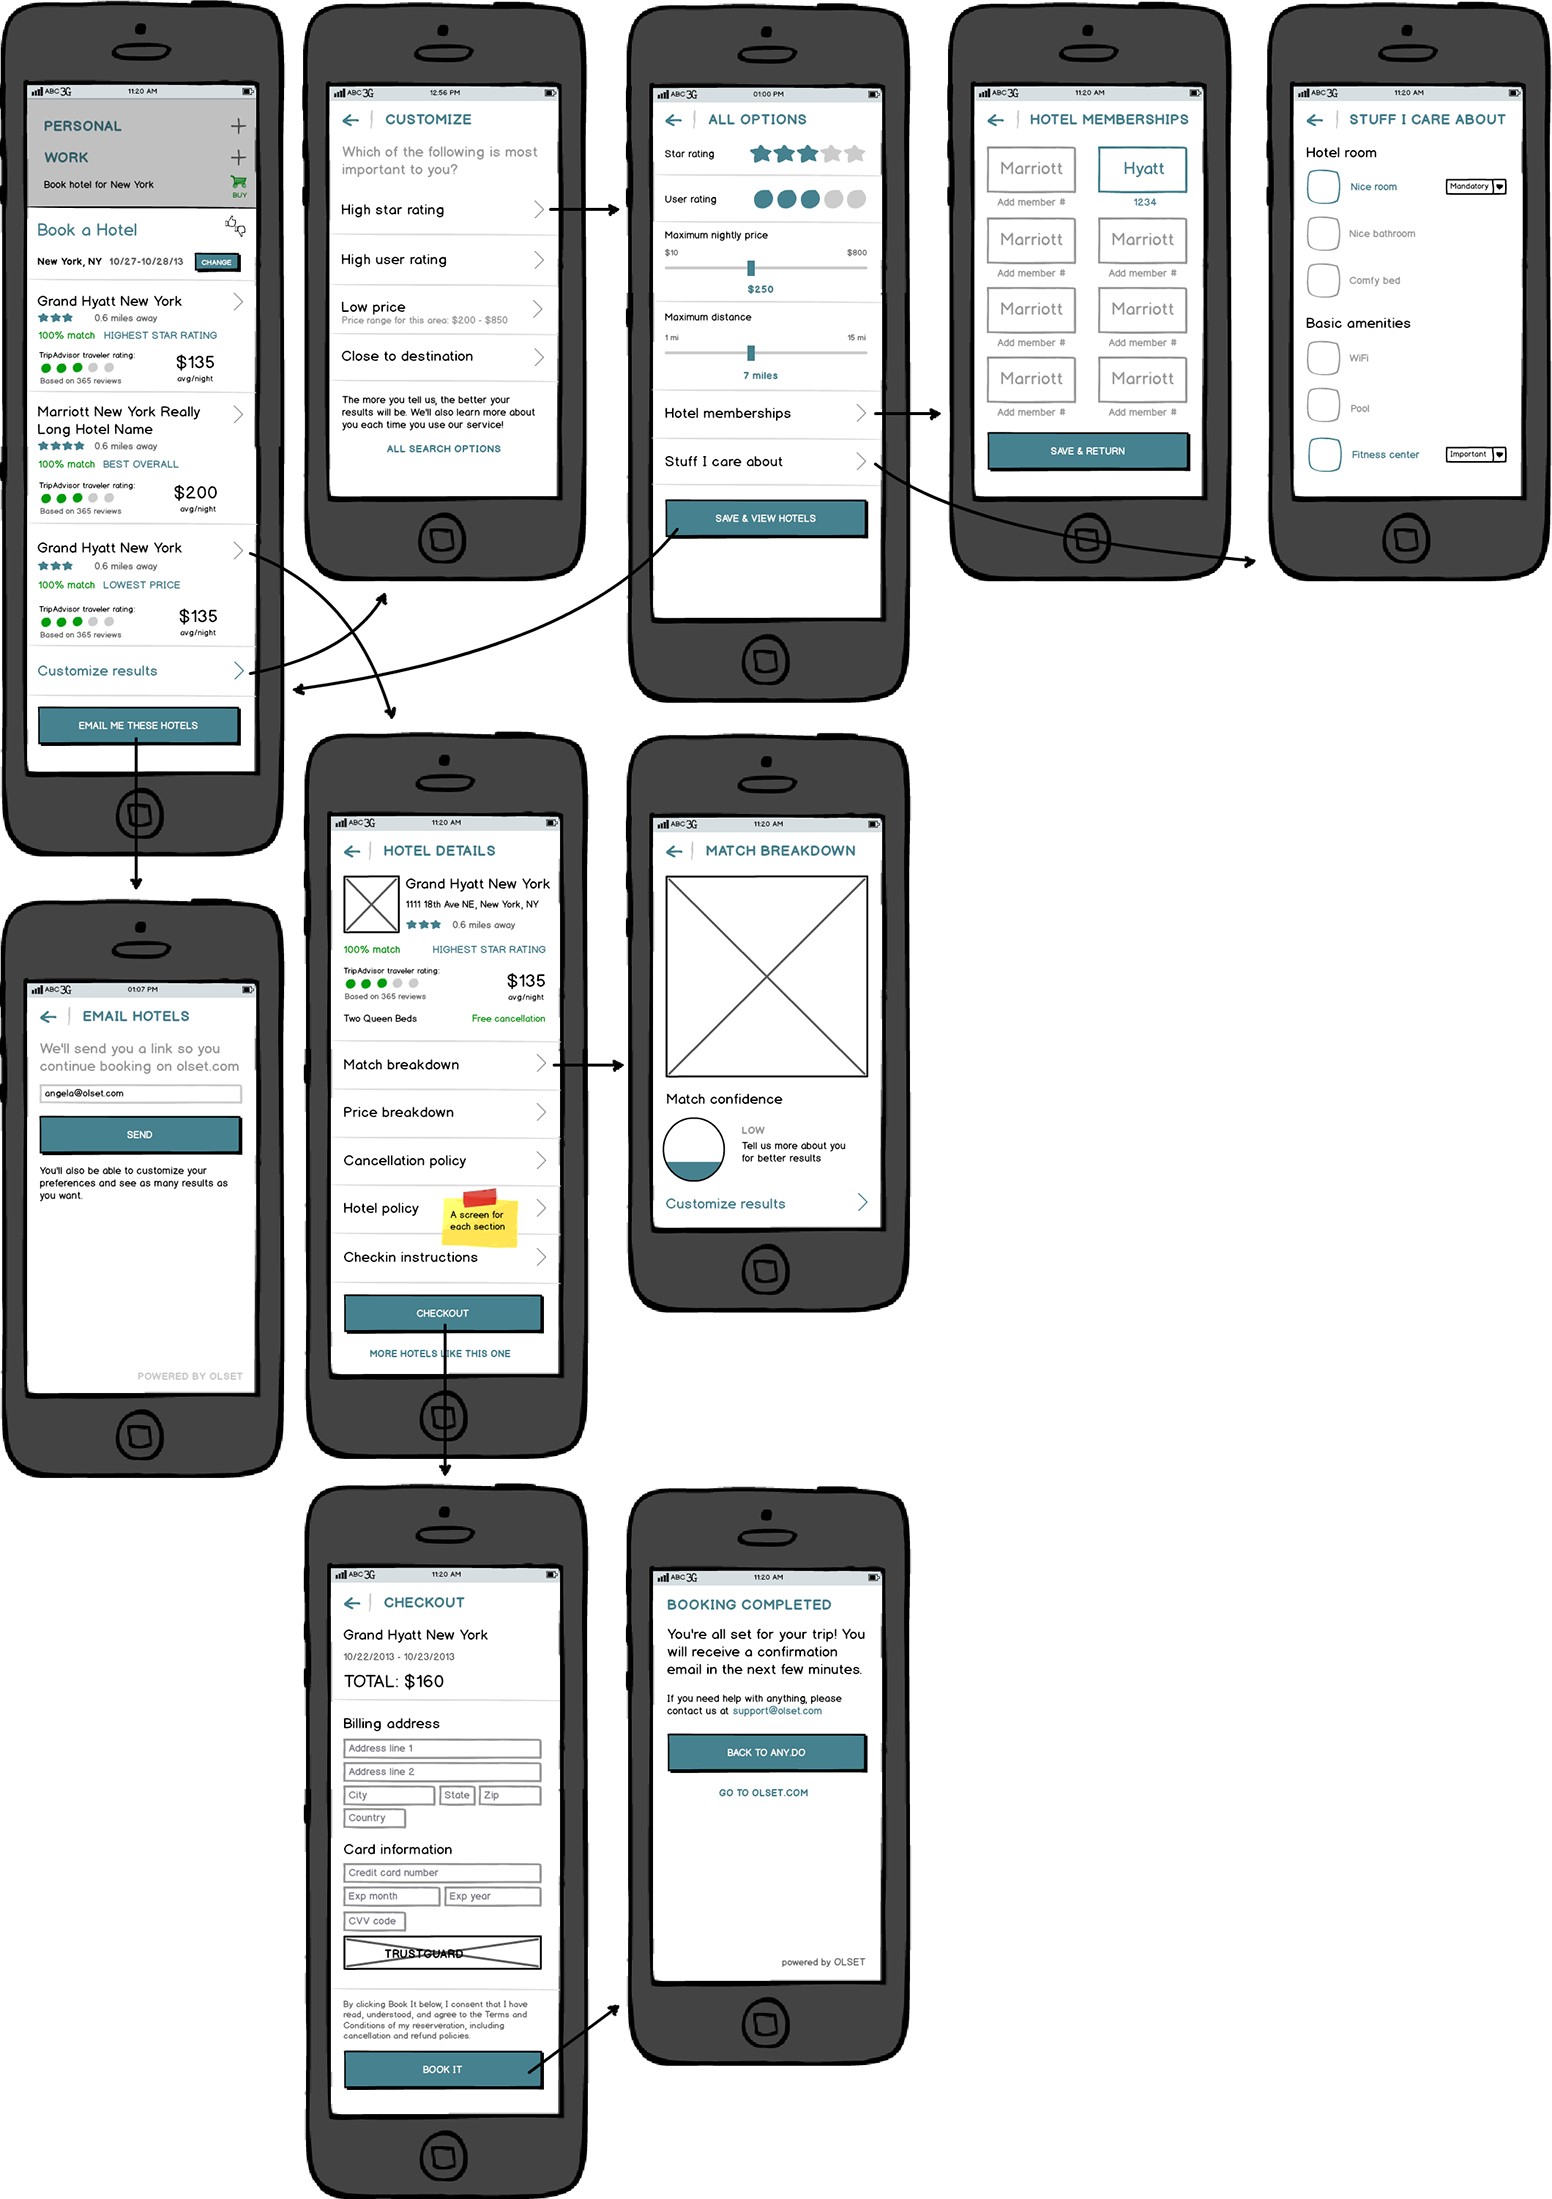 ABC 3G 11:20 AM
PERSONAL
WORK
Book hotel for New York
BUY
Book a Hotel
New York, NY 10/27-10/28/13 CHANGE
Grand Hyatt New York
0.6 miles away
100% match HIGHEST STAR RATING
TripAdvisor traveler rating:
$135
Based on 365 reviews avg/night
Marriott New York Really
Long Hotel Name
0.6 miles away
100% match BEST OVERALL
TripAdvisor traveler rating:
$200
Based on 365 reviews avg/night
Grand Hyatt New York
0.6 miles away
100% match LOWEST PRICE
TripAdvisor traveler rating:
$135
Based on 365 reviews avg/night
Customize results
EMAIL ME THESE HOTELS
ABC 3G 12:56 PM
CUSTOMIZE
Which of the following is most
important to you?
High star rating
High user rating
Low price
Price range for this area: $200 - $850
Close to destination
The more you tell us, the better your
results will be. We'll also learn more about
you each time you use our service!
ALL SEARCH OPTIONS
ABC 3G 01:00 PM
ALL OPTIONS
Star rating
User rating
Maximum nightly price
$10 $800
$250
Maximum distance
1 mi 15 mi
7 miles
Hotel memberships
Stuff I care about
SAVE & VIEW HOTELS
ABC 3G 11:20 AM
HOTEL MEMBERSHIPS
Marriott Hyatt
Add member # 1234
Marriott Marriott
Add member # Add member #
Marriott Marriott
Add member # Add member #
Marriott Marriott
Add member # Add member #
SAVE & RETURN
ABC 3G 11:20 AM
STUFF I CARE ABOUT
Hotel room
Nice room Mandatory
Nice bathroom
Comfy bed
Basic amenities
WiFi
Pool
Fitness center Important
ABC 3G 01:07 PM
EMAIL HOTELS
We'll send you a link so you
continue booking on olset.com
angela@olset.com
SEND
You'll also be able to customize your
preferences and see as many results as
you want.
POWERED BY OLSET
ABC 3G 11:20 AM
HOTEL DETAILS
Grand Hyatt New York
1111 18th Ave NE, New York, NY
0.6 miles away
100% match HIGHEST STAR RATING
TripAdvisor traveler rating:
$135
Based on 365 reviews avg/night
Two Queen Beds Free cancellation
Match breakdown
Price breakdown
Cancellation policy
Hotel policy
A screen for
each section
Checkin instructions
CHECKOUT
MORE HOTELS LIKE THIS ONE
ABC 3G 11:20 AM
MATCH BREAKDOWN
Match confidence
LOW
Tell us more about you
for better results
Customize results
ABC 3G 11:20 AM
CHECKOUT
Grand Hyatt New York
10/22/2013 - 10/23/2013
TOTAL: $160
Billing address
Address line 1
Address line 2
City State Zip
Country
Card information
Credit card number
Exp month Exp year
CVV code
TRUSTGUARD
By clicking Book It below, I consent that I have
read, understood, and agree to the Terms and
Conditions of my reserveration, including
cancellation and refund policies.
BOOK IT
ABC 3G 11:20 AM
BOOKING COMPLETED
You're all set for your trip! You
will receive a confirmation
email in the next few minutes.
If you need help with anything, please
contact us at support@olset.com
BACK TO ANY.DO
GO TO OLSET.COM
powered by OLSET